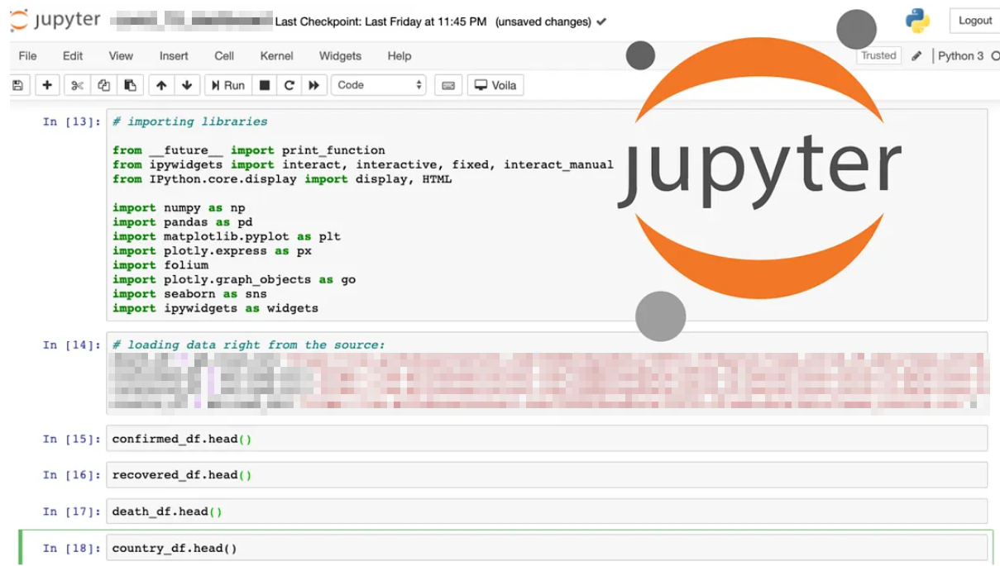 jupyter Last Checkpoint: Last Friday at 11:45 PM (unsaved changes) Logout
File Edit View Insert Cell Kernel Widgets Help Trusted Python 3
Run Code Voila
In [13]: # importing libraries
from __future__ import print_function
from ipywidgets import interact, interactive, fixed, interact_manual
from IPython.core.display import display, HTML
import numpy as np
import pandas as pd
import matplotlib.pyplot as plt
import plotly.express as px
import folium
import plotly.graph_objects as go
import seaborn as sns
import ipywidgets as widgets
jupyter
In [14]: # loading data right from the source:
In [15]: confirmed_df.head()
In [16]: recovered_df.head()
In [17]: death_df.head()
In [18]: country_df.head()